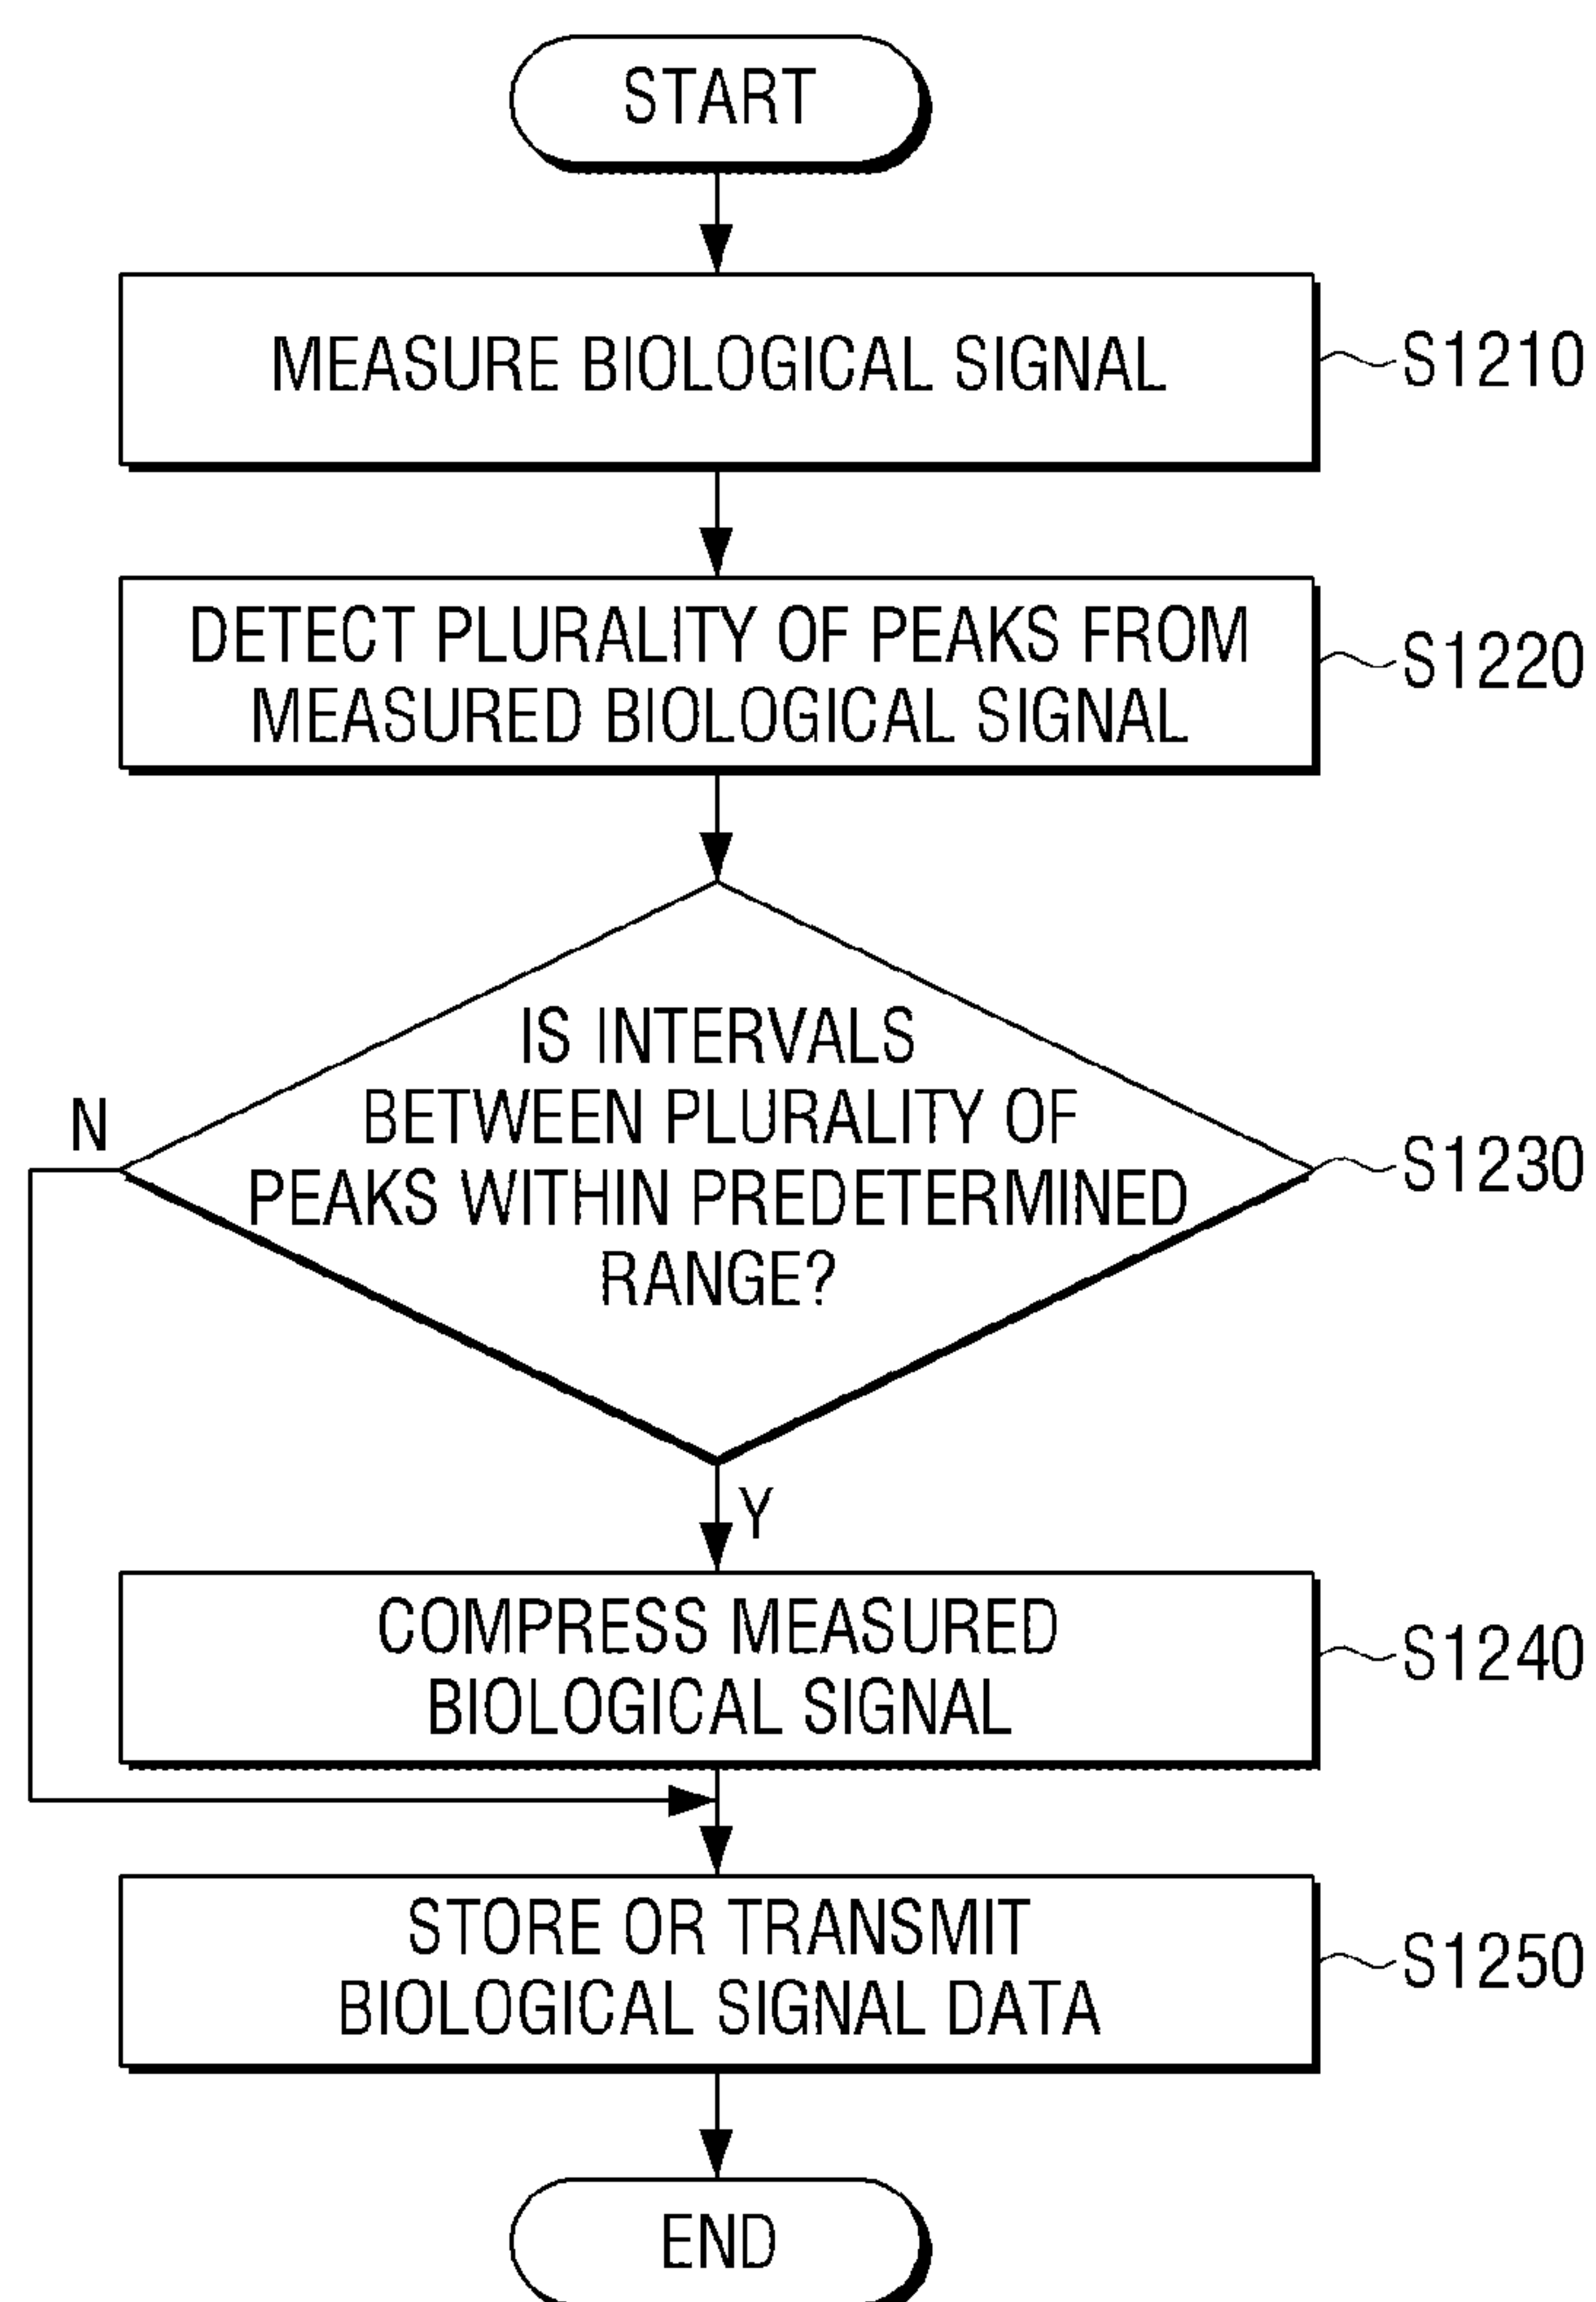 START
MEASURE BIOLOGICAL SIGNAL
S1210
DETECT PLURALITY OF PEAKS FROM
MEASURED BIOLOGICAL SIGNAL
S1220
IS INTERVALS
BETWEEN PLURALITY OF
PEAKS WITHIN PREDETERMINED
RANGE?
N
S1230
Y
COMPRESS MEASURED
BIOLOGICAL SIGNAL
S1240
STORE OR TRANSMIT
BIOLOGICAL SIGNAL DATA
S1250
END